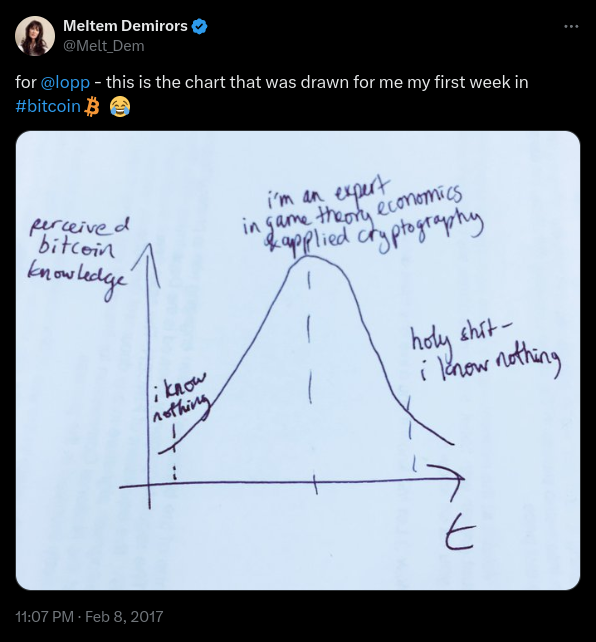 Meltem Demirors
@Melt_Dem
for @lopp - this is the chart that was drawn for me my first week in
#bitcoin 😂
perceived
bitcoin
knowledge
i'm an expert
in game theory economics
& applied cryptography
i know
nothing
holy shit-
i know nothing
t
11:07 PM · Feb 8, 2017